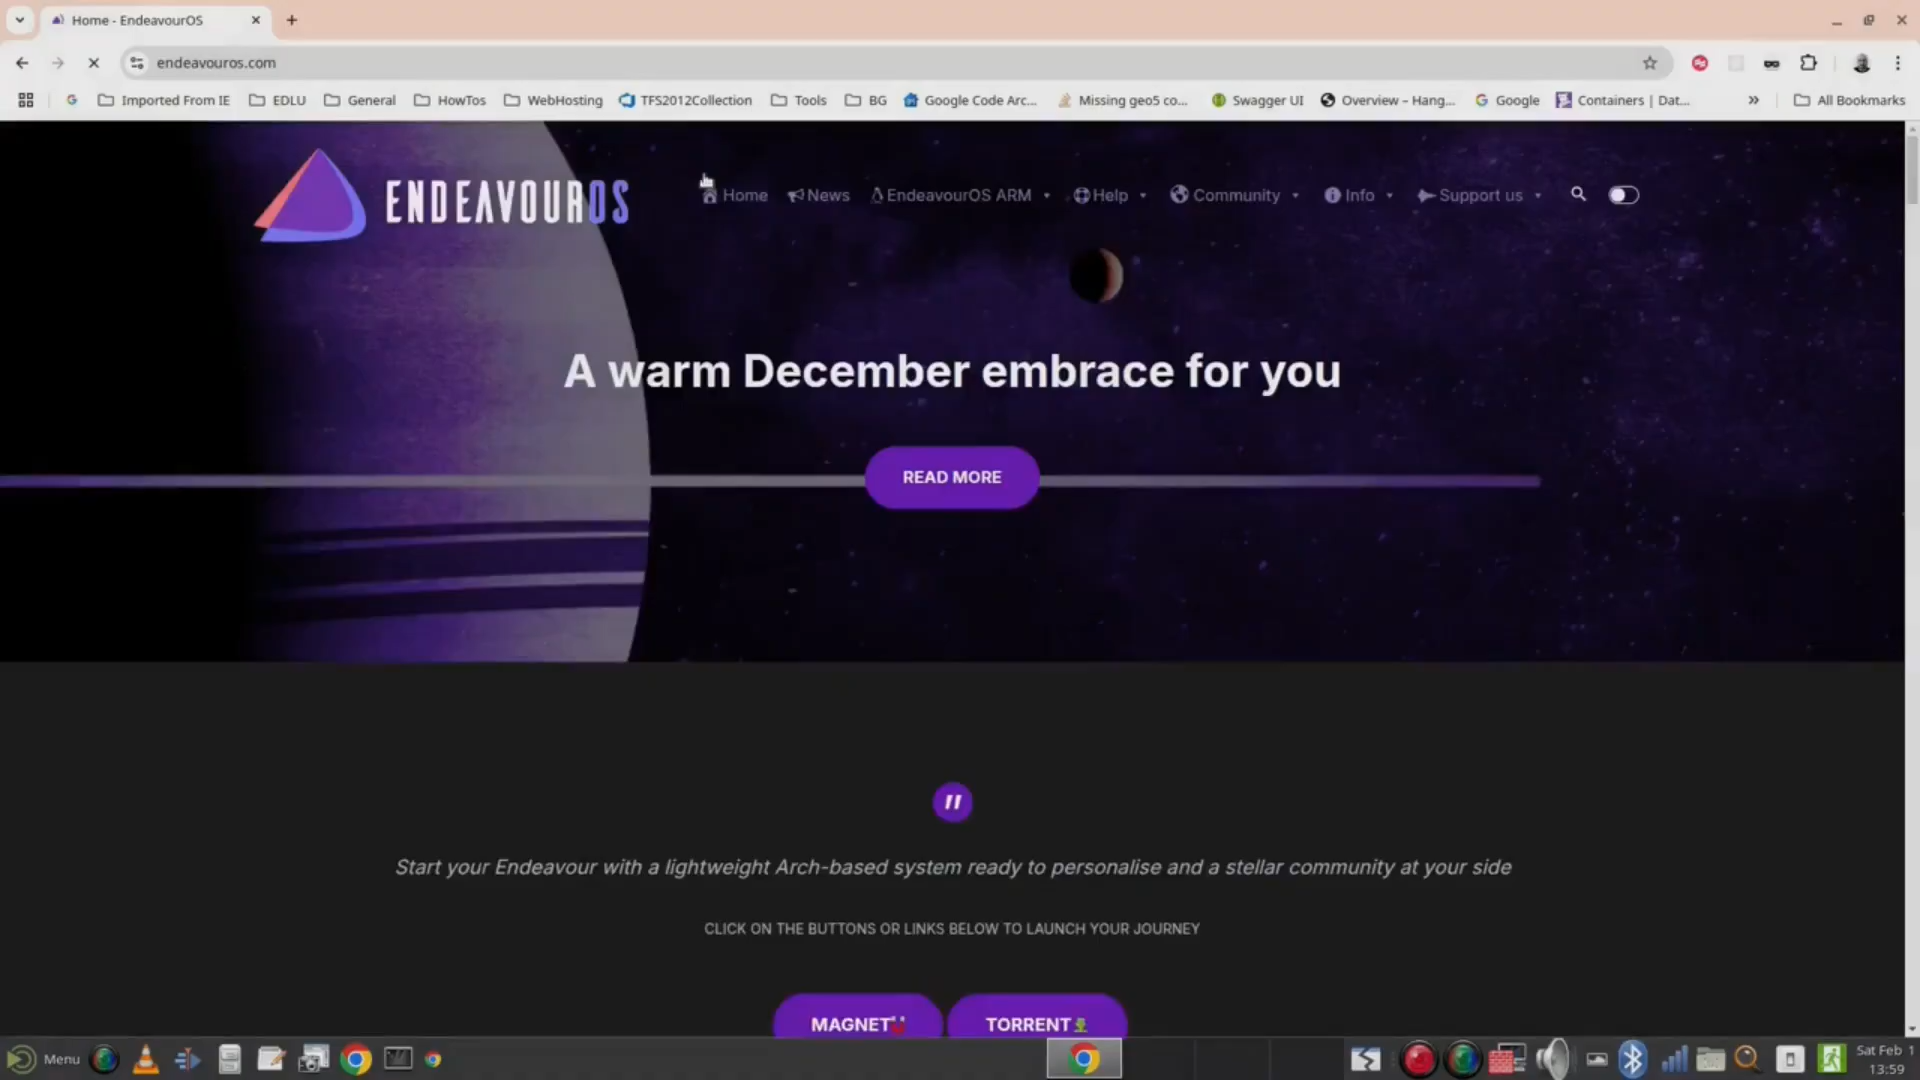 Home - EndeavourOS
endeavouros.com
Imported From IE EDLU General HowTos WebHosting TFS2012Collection Tools BG Google Code Arc... Missing geo5 co... Swagger UI Overview – Hang... Google Containers | Dat... » All Bookmarks
ENDEAVOUROS
Home News EndeavourOS ARM Help Community Info Support us
A warm December embrace for you
READ MORE
Start your Endeavour with a lightweight Arch-based system ready to personalise and a stellar community at your side
CLICK ON THE BUTTONS OR LINKS BELOW TO LAUNCH YOUR JOURNEY
MAGNET TORRENT
Menu
Sat Feb 1
13:59